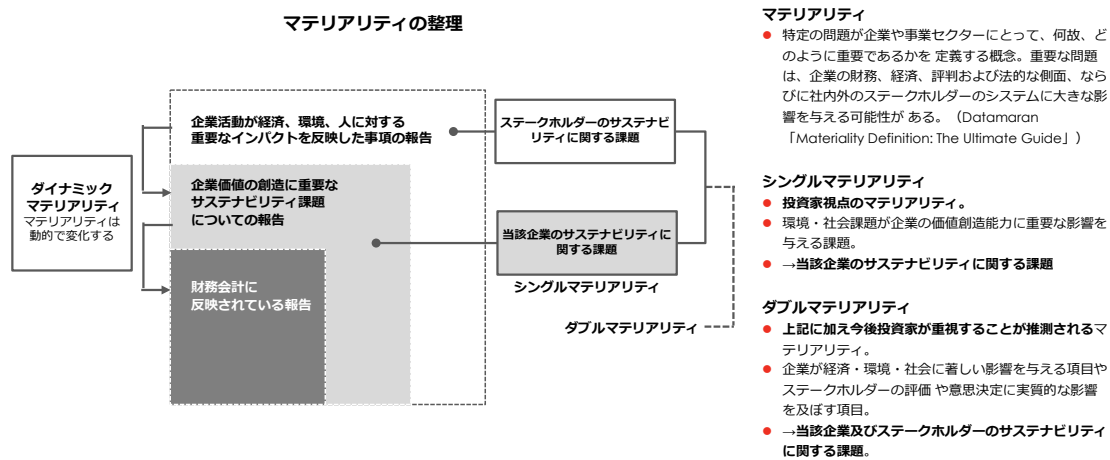 マテリアリティの整理
企業活動が経済、環境、人に対する
重要なインパクトを反映した事項の報告
企業価値の創造に重要な
サステナビリティ課題
についての報告
財務会計に
反映されている報告
ダイナミック
マテリアリティ
マテリアリティは
動的で変化する
ステークホルダーのサステナビ
リティに関する課題
当該企業のサステナビリティに
関する課題
シングルマテリアリティ
ダブルマテリアリティ
マテリアリティ
● 特定の問題が企業や事業セクターにとって、何故、ど
のように重要であるかを 定義する概念。重要な問題
は、企業の財務、経済、評判および法的な側面、なら
びに社内外のステークホルダーのシステムに大きな影
響を与える可能性が ある。（Datamaran
「Materiality Definition: The Ultimate Guide」）
シングルマテリアリティ
● 投資家視点のマテリアリティ。
● 環境・社会課題が企業の価値創造能力に重要な影響を
与える課題。
● →当該企業のサステナビリティに関する課題
ダブルマテリアリティ
● 上記に加え今後投資家が重視することが推測されるマ
テリアリティ。
● 企業が経済・環境・社会に著しい影響を与える項目や
ステークホルダーの評価 や意思決定に実質的な影響
を及ぼす項目。
● →当該企業及びステークホルダーのサステナビリティ
に関する課題。